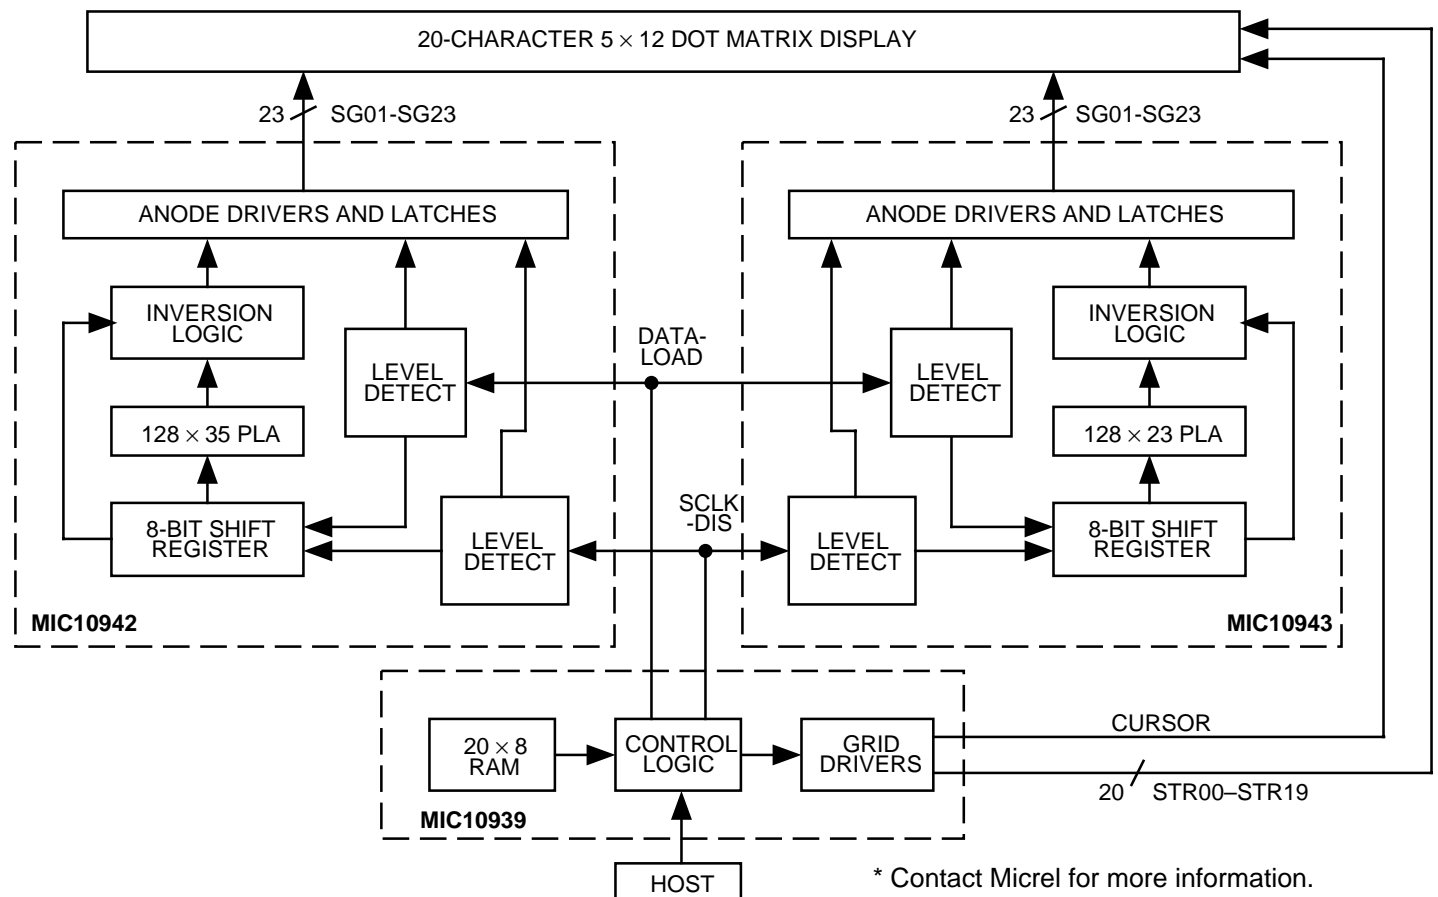 20-CHARACTER 5 × 12 DOT MATRIX DISPLAY
23
SG01-SG23
23
SG01-SG23
ANODE DRIVERS AND LATCHES
ANODE DRIVERS AND LATCHES
INVERSION
LOGIC
LEVEL
DETECT
128 × 35 PLA
8-BIT SHIFT
REGISTER
LEVEL
DETECT
MIC10942
DATA-
LOAD
SCLK
-DIS
LEVEL
DETECT
INVERSION
LOGIC
128 × 23 PLA
LEVEL
DETECT
8-BIT SHIFT
REGISTER
MIC10943
20 × 8
RAM
CONTROL
LOGIC
GRID
DRIVERS
MIC10939
CURSOR
20
STR00–STR19
HOST
* Contact Micrel for more information.